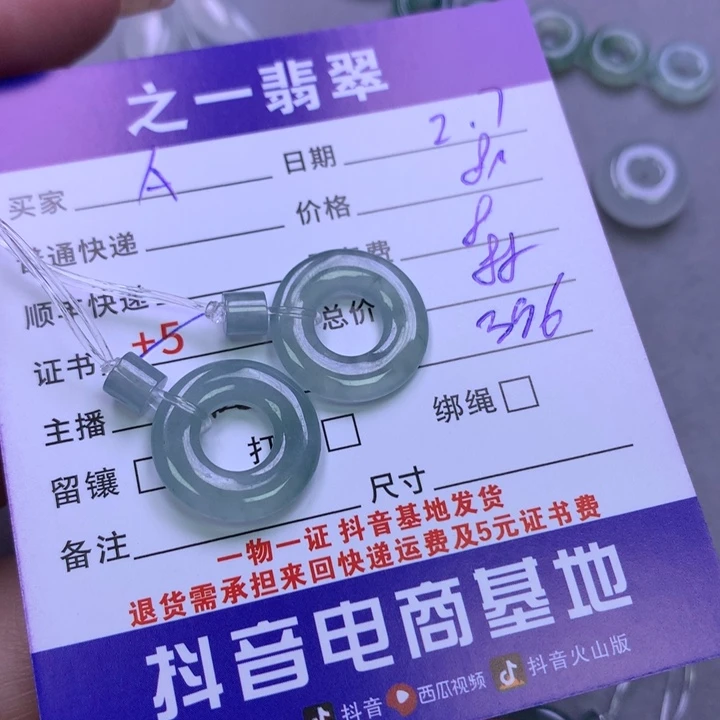 之一翡翠
买家 A 日期 2.7
普通快递 价格
顺丰快递 费
证书 +5 总价
主播
留镶 打 绑绳
备注 尺寸
一物一证 抖音基地发货
退货需承担来回快递运费及5元证书费
抖音电商基地
抖音 西瓜视频 抖音火山版